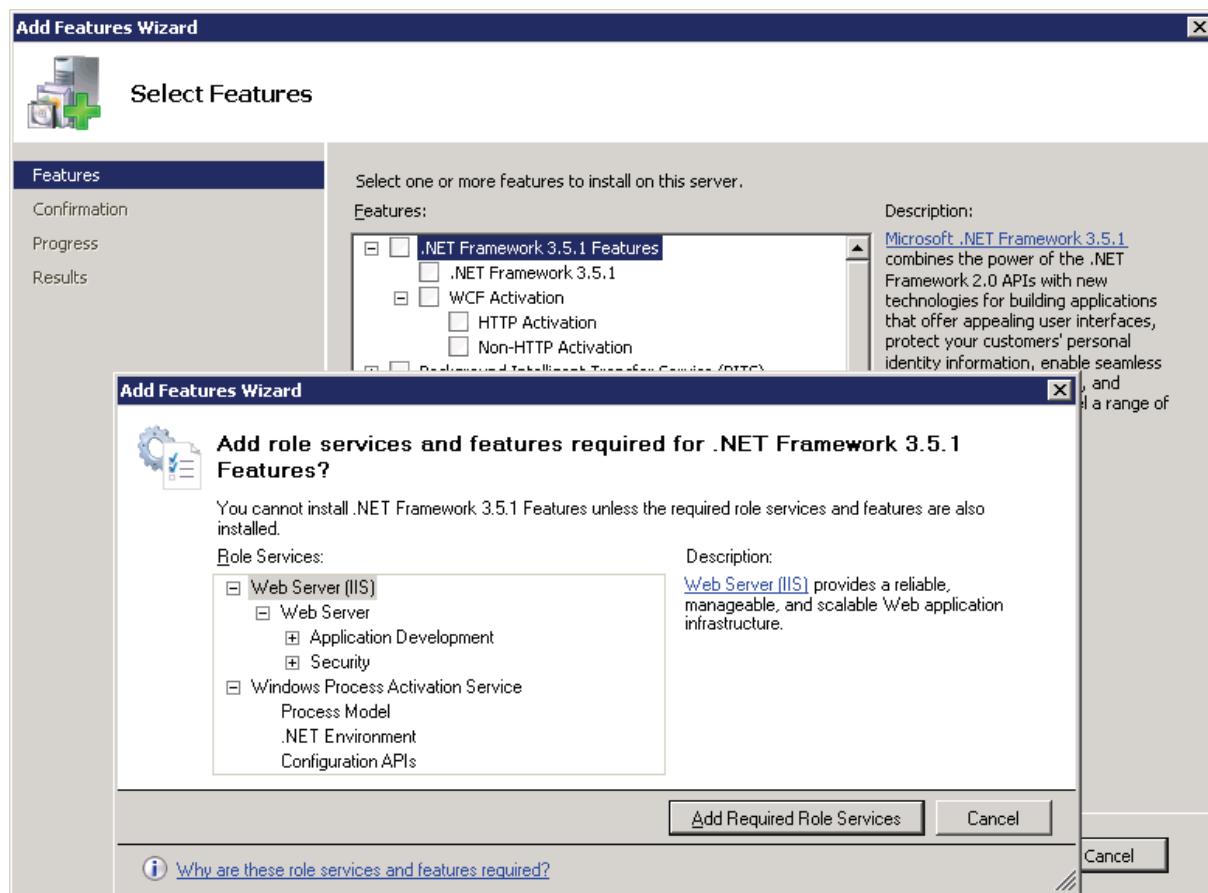 Add Features Wizard
Select Features
Features
Confirmation
Progress
Results
Select one or more features to install on this server.
Features:
.NET Framework 3.5.1 Features
.NET Framework 3.5.1
WCF Activation
HTTP Activation
Non-HTTP Activation
Background Intelligent Transfer Service (BITS)
Description:
Microsoft .NET Framework 3.5.1
combines the power of the .NET
Framework 2.0 APIs with new
technologies for building applications
that offer appealing user interfaces,
protect your customers' personal
identity information, enable seamless
, and
a range of
Add Features Wizard
Add role services and features required for .NET Framework 3.5.1
Features?
You cannot install .NET Framework 3.5.1 Features unless the required role services and features are also
installed.
Role Services:
Web Server (IIS)
Web Server
Application Development
Security
Windows Process Activation Service
Process Model
.NET Environment
Configuration APIs
Description:
Web Server (IIS) provides a reliable,
manageable, and scalable Web application
infrastructure.
Add Required Role Services
Cancel
Why are these role services and features required?
Cancel